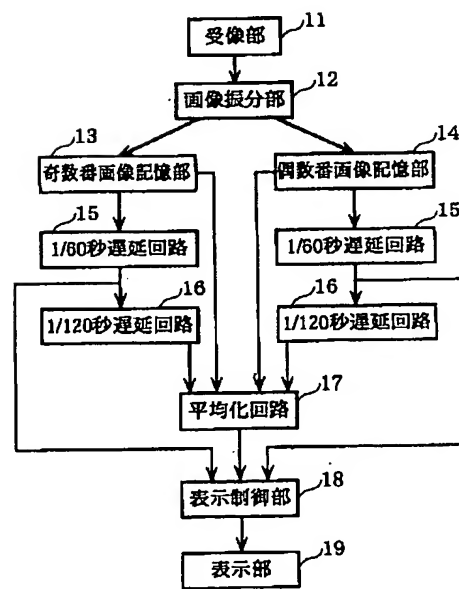 受像部
11
画像振分部
12
13
奇数番画像記憶部
14
偶数番画像記憶部
15
1/60秒遅延回路
15
1/60秒遅延回路
16
1/120秒遅延回路
16
1/120秒遅延回路
平均化回路
17
表示制御部
18
表示部
19